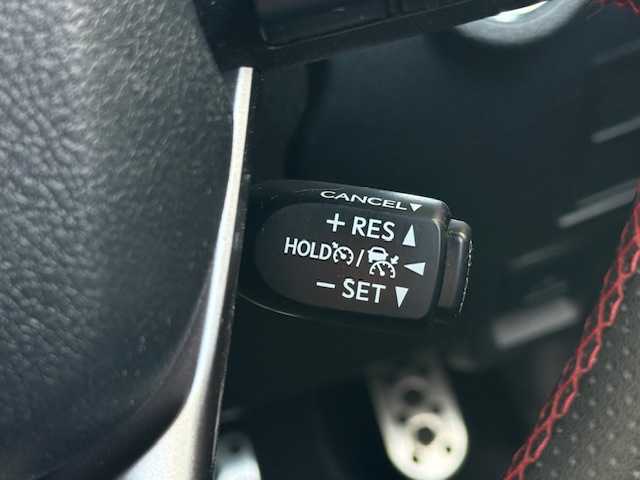 CANCEL▼
+ RES ▲
HOLD / ◀
− SET ▼